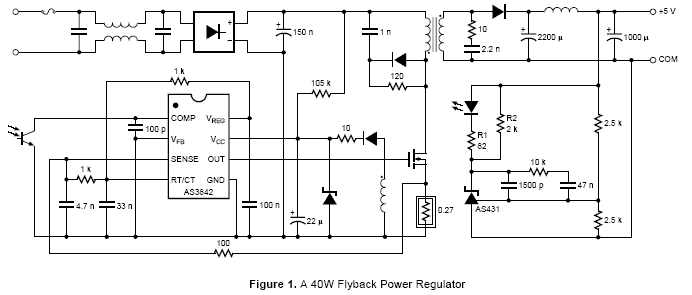 +5 V
COM
+
-
+
150 n
1 n
10
2.2 n
+
2200 μ
+
1000 μ
1 k
105 k
120
COMP
VREG
100 p
VFB
VCC
SENSE
OUT
RT/CT
GND
AS3842
10
1 k
4.7 n
33 n
100 n
+
22 μ
0.27
100
R1
82
R2
2 k
2.5 k
10 k
1500 p
47 n
AS431
2.5 k
Figure 1. A 40W Flyback Power Regulator